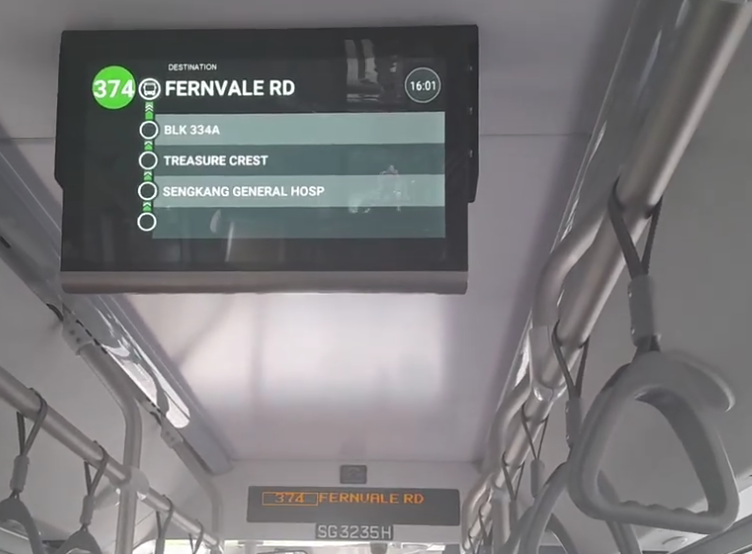 DESTINATION
374 FERNVALE RD 16:01
BLK 334A
TREASURE CREST
SENGKANG GENERAL HOSP
374 FERNVALE RD
SG3235H